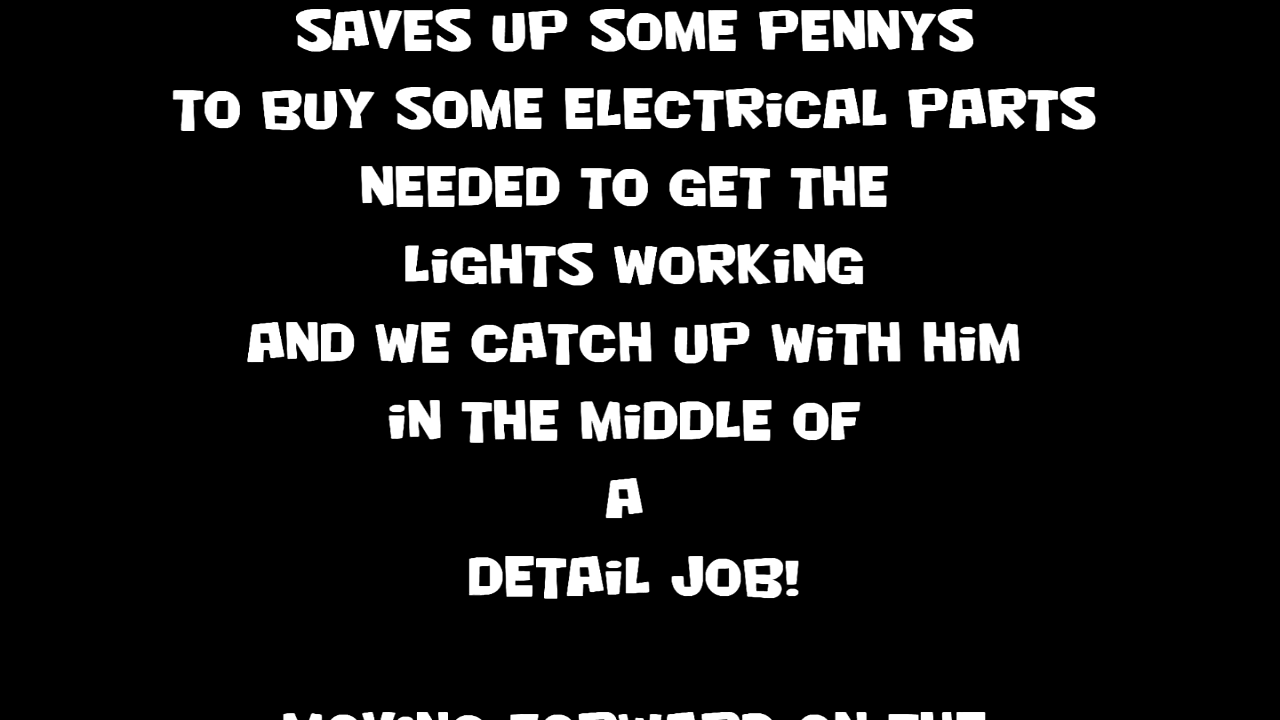 SAVES UP SOME PENNYS
TO BUY SOME ELECTRiCAL PARTS
NEEDED TO GET THE
LiGHTS WORKiNG
AND WE CATCH UP WiTH HiM
iN THE MiDDLE OF
A
DETAiL JOB!
MOViNG FORWARD ON THE